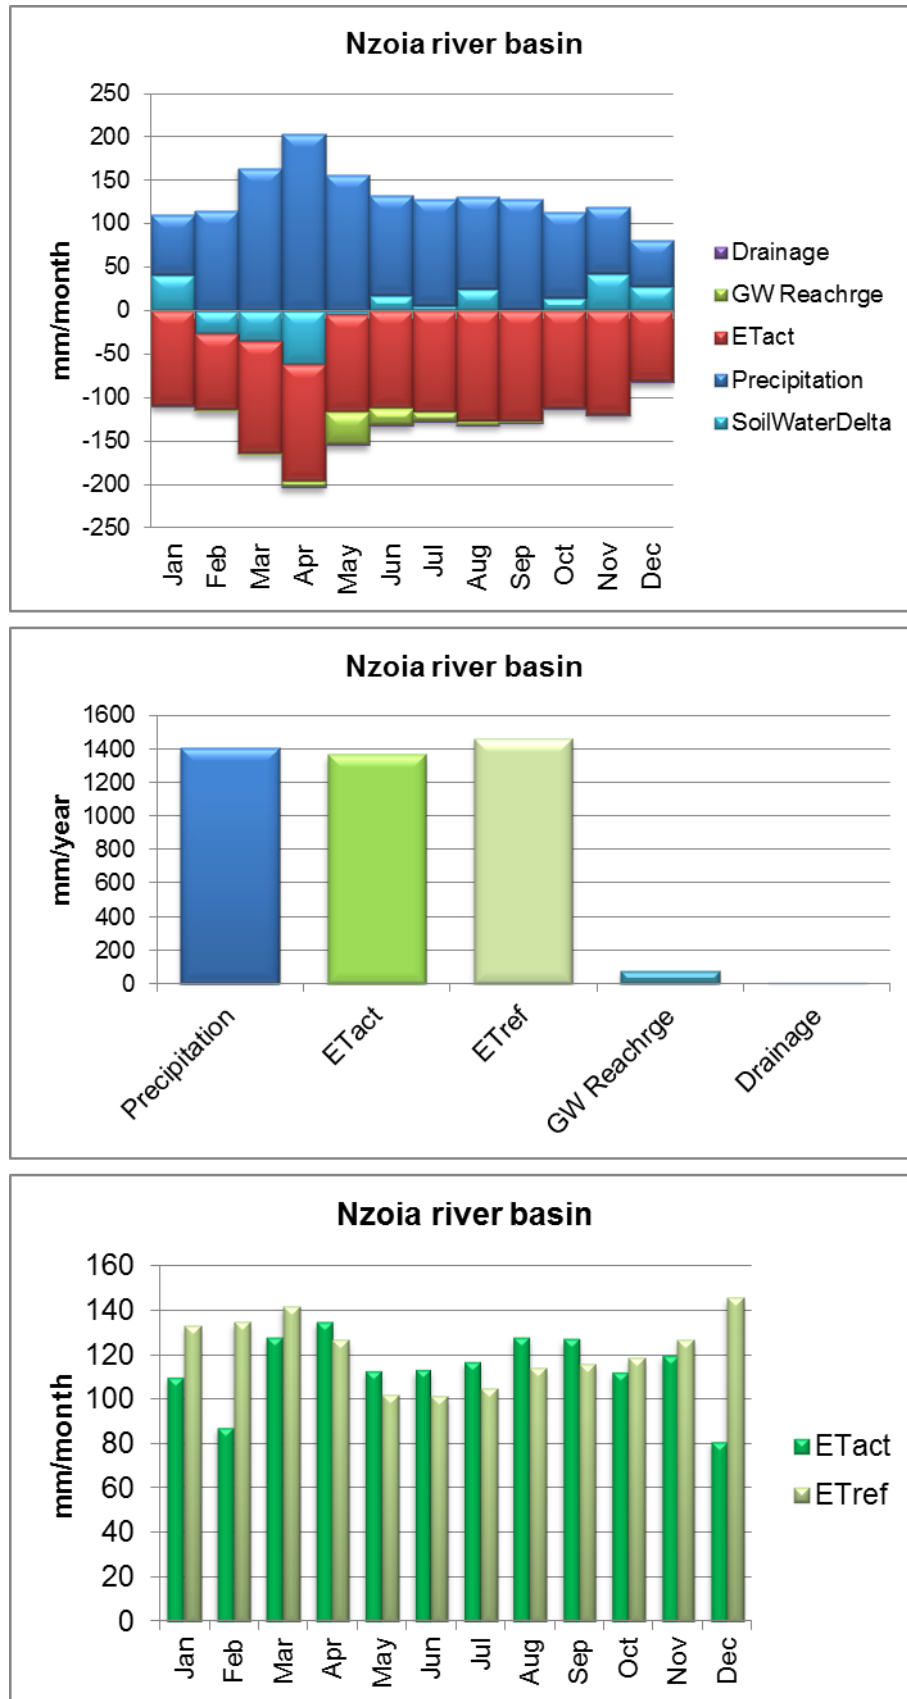 Nzoia river basin
mm/month
250
200
150
100
50
0
-50
-100
-150
-200
-250
Jan
Feb
Mar
Apr
May
Jun
Jul
Aug
Sep
Oct
Nov
Dec
Drainage
GW Reachrge
ETact
Precipitation
SoilWaterDelta
Nzoia river basin
mm/year
1600
1400
1200
1000
800
600
400
200
0
Precipitation
ETact
ETref
GW Reachrge
Drainage
Nzoia river basin
mm/month
160
140
120
100
80
60
40
20
0
Jan
Feb
Mar
Apr
May
Jun
Jul
Aug
Sep
Oct
Nov
Dec
ETact
ETref